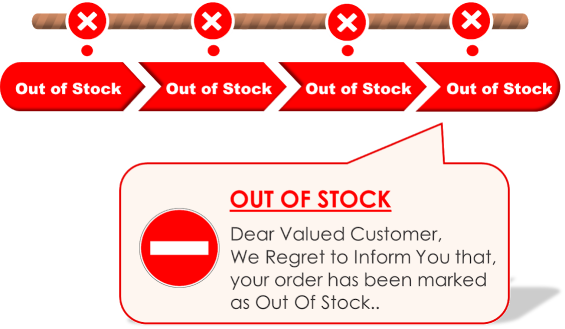 Out of Stock Out of Stock Out of Stock Out of Stock
OUT OF STOCK
Dear Valued Customer,
We Regret to Inform You that,
your order has been marked
as Out Of Stock..